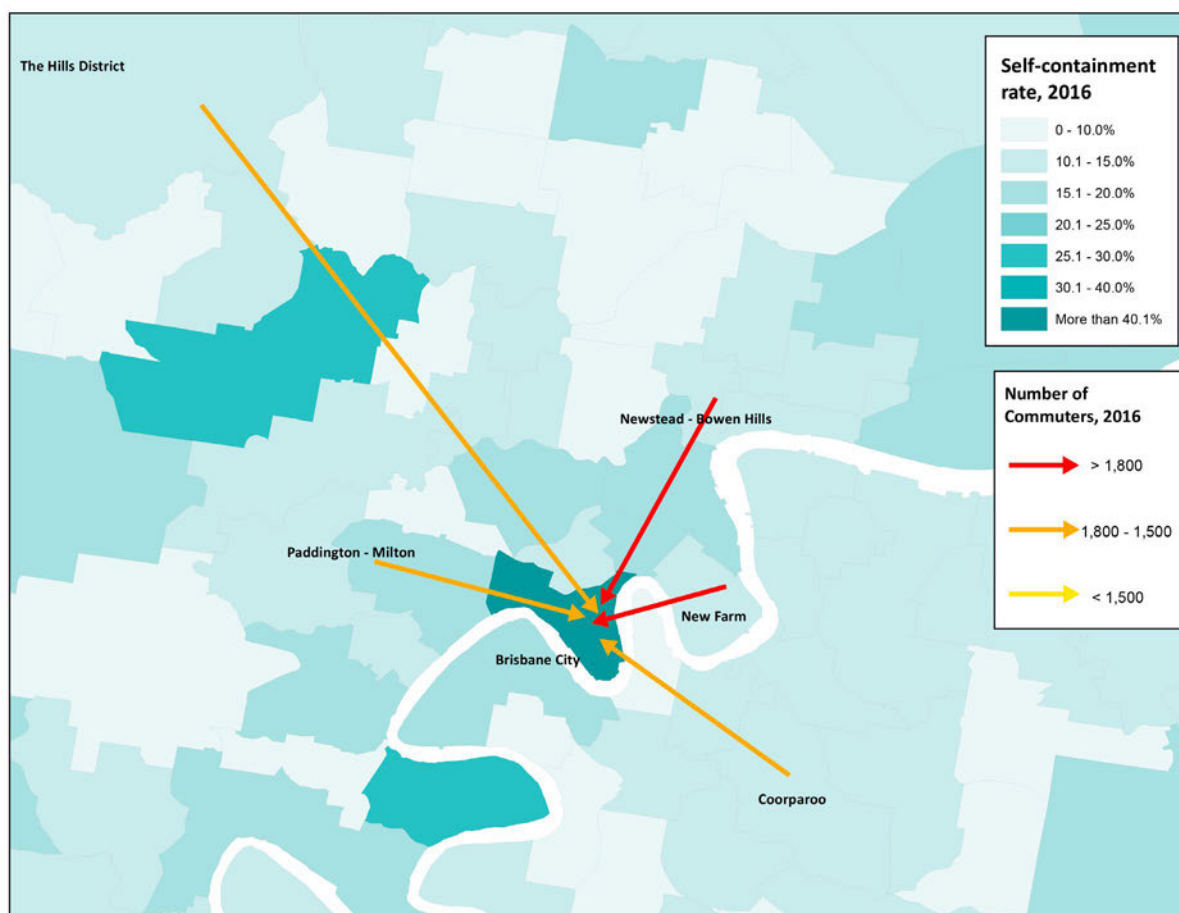 The Hills District
Self-containment
rate, 2016
0 - 10.0%
10.1 - 15.0%
15.1 - 20.0%
20.1 - 25.0%
25.1 - 30.0%
30.1 - 40.0%
More than 40.1%
Number of
Commuters, 2016
> 1,800
1,800 - 1,500
< 1,500
Newstead - Bowen Hills
Paddington - Milton
New Farm
Brisbane City
Coorparoo